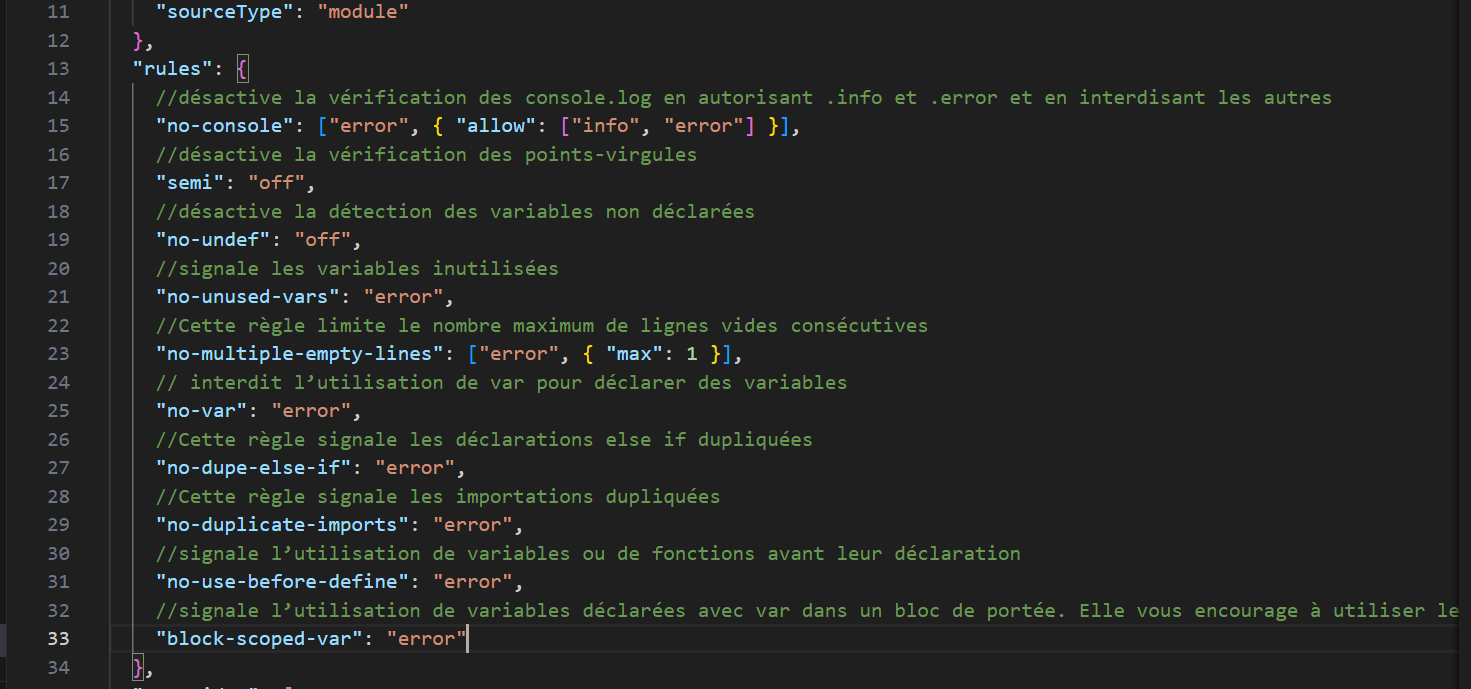 11 "sourceType": "module"
12 },
13 "rules": {
14 //désactive la vérification des console.log en autorisant .info et .error et en interdisant les autres
15 "no-console": ["error", { "allow": ["info", "error"] }],
16 //désactive la vérification des points-virgules
17 "semi": "off",
18 //désactive la détection des variables non déclarées
19 "no-undef": "off",
20 //signale les variables inutilisées
21 "no-unused-vars": "error",
22 //Cette règle limite le nombre maximum de lignes vides consécutives
23 "no-multiple-empty-lines": ["error", { "max": 1 }],
24 // interdit l’utilisation de var pour déclarer des variables
25 "no-var": "error",
26 //Cette règle signale les déclarations else if dupliquées
27 "no-dupe-else-if": "error",
28 //Cette règle signale les importations dupliquées
29 "no-duplicate-imports": "error",
30 //signale l’utilisation de variables ou de fonctions avant leur déclaration
31 "no-use-before-define": "error",
32 //signale l’utilisation de variables déclarées avec var dans un bloc de portée. Elle vous encourage à utiliser le
33 "block-scoped-var": "error"
34 },